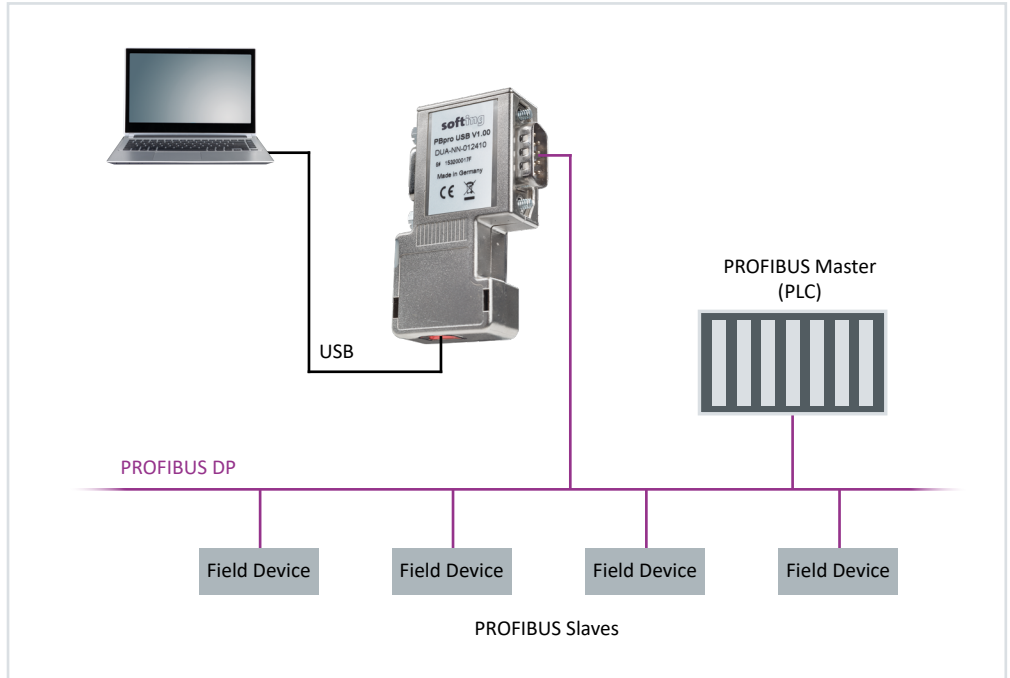 softing
PBpro USB V1.00
DUA-NN-012410
S# 153200017F
Made in Germany
CE
PROFIBUS Master
(PLC)
USB
PROFIBUS DP
Field Device
Field Device
Field Device
Field Device
PROFIBUS Slaves